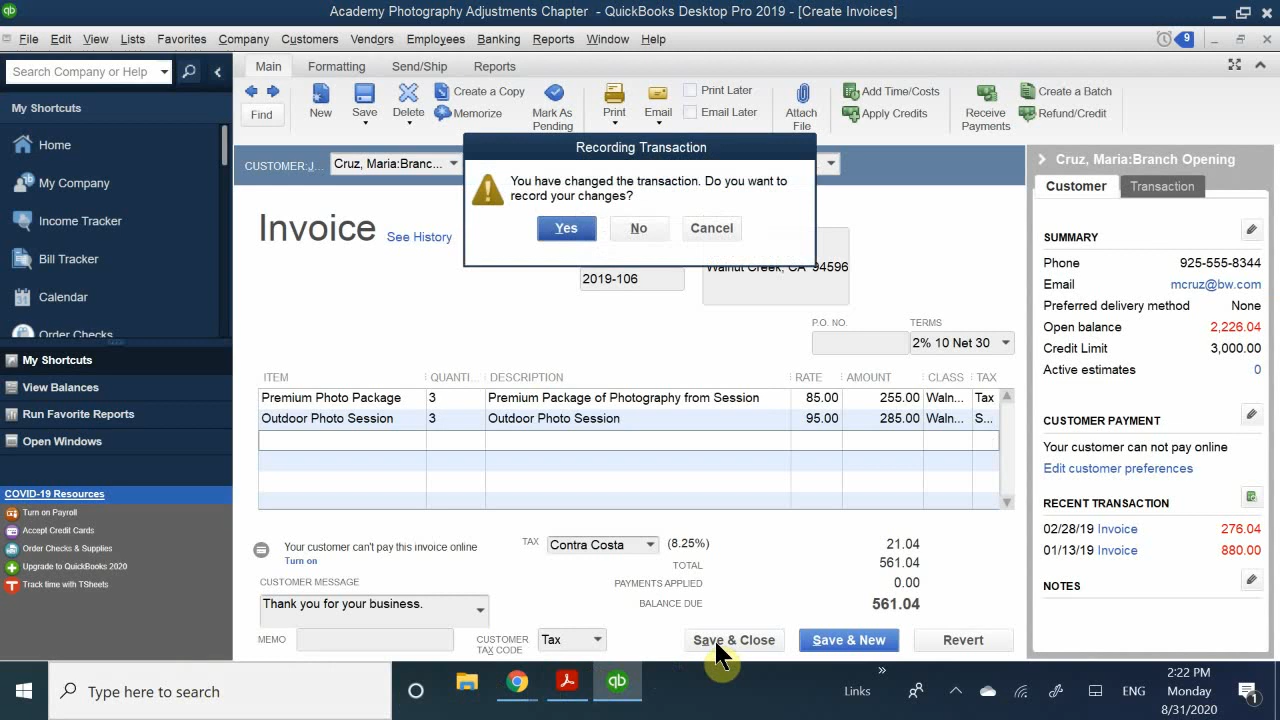 Academy Photography Adjustments Chapter - QuickBooks Desktop Pro 2019 - [Create Invoices]
File Edit View Lists Favorites Company Customers Vendors Employees Banking Reports Window Help
9
Search Company or Help
Main Formatting Send/Ship Reports
My Shortcuts
Home
My Company
Income Tracker
Bill Tracker
Calendar
Order Checks
My Shortcuts
View Balances
Run Favorite Reports
Open Windows
COVID-19 Resources
Turn on Payroll
Accept Credit Cards
Order Checks & Supplies
Upgrade to QuickBooks 2020
Track time with TSheets
Find
New
Save
Delete
Create a Copy
Memorize
Mark As
Pending
Print
Email
Print Later
Email Later
Attach
File
Add Time/Costs
Apply Credits
Receive
Payments
Create a Batch
Refund/Credit
CUSTOMER:J... Cruz, Maria:Branc...
Recording Transaction
You have changed the transaction. Do you want to
record your changes?
Yes No Cancel
Invoice See History
Walnut Creek, CA 94596
2019-106
P.O. NO. TERMS
2% 10 Net 30
ITEM QUANTI... DESCRIPTION RATE AMOUNT CLASS TAX
Premium Photo Package 3 Premium Package of Photography from Session 85.00 255.00 Waln... Tax
Outdoor Photo Session 3 Outdoor Photo Session 95.00 285.00 Waln... S...
Your customer can't pay this invoice online
Turn on
TAX Contra Costa (8.25%) 21.04
TOTAL 561.04
PAYMENTS APPLIED 0.00
BALANCE DUE 561.04
CUSTOMER MESSAGE
Thank you for your business.
MEMO
CUSTOMER
TAX CODE
Tax
Save & Close Save & New Revert
Cruz, Maria:Branch Opening
Customer Transaction
SUMMARY
Phone 925-555-8344
Email mcruz@bw.com
Preferred delivery method None
Open balance 2,226.04
Credit Limit 3,000.00
Active estimates 0
CUSTOMER PAYMENT
Your customer can not pay online
Edit customer preferences
RECENT TRANSACTION
02/28/19 Invoice 276.04
01/13/19 Invoice 880.00
NOTES
Type here to search
qb
Links
»
ENG
2:22 PM
Monday
8/31/2020
1